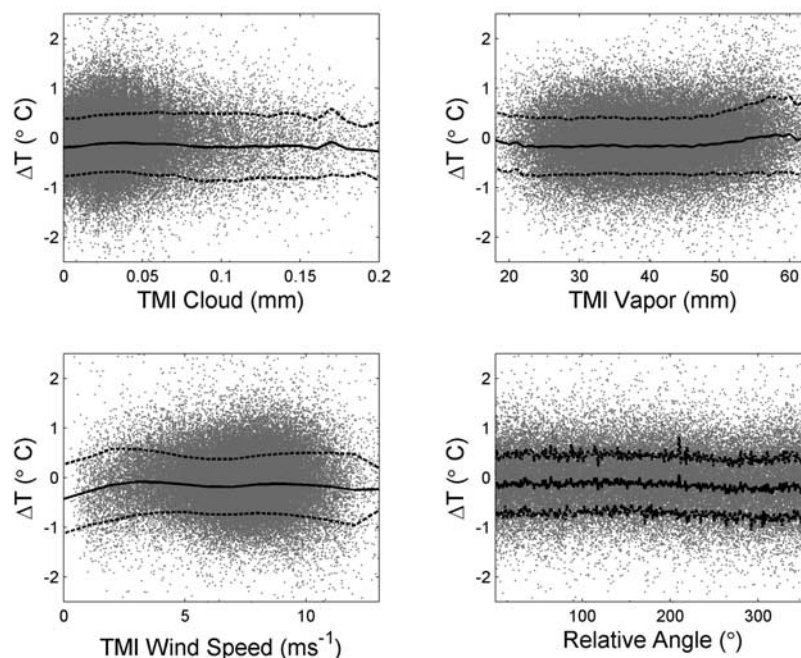 2
1
0
-1
-2
ΔT (° C)
0 0.05 0.1 0.15 0.2
TMI Cloud (mm)
2
1
0
-1
-2
ΔT (° C)
20 30 40 50 60
TMI Vapor (mm)
2
1
0
-1
-2
ΔT (° C)
0 5 10
TMI Wind Speed (ms⁻¹)
2
1
0
-1
-2
ΔT (° C)
100 200 300
Relative Angle (°)